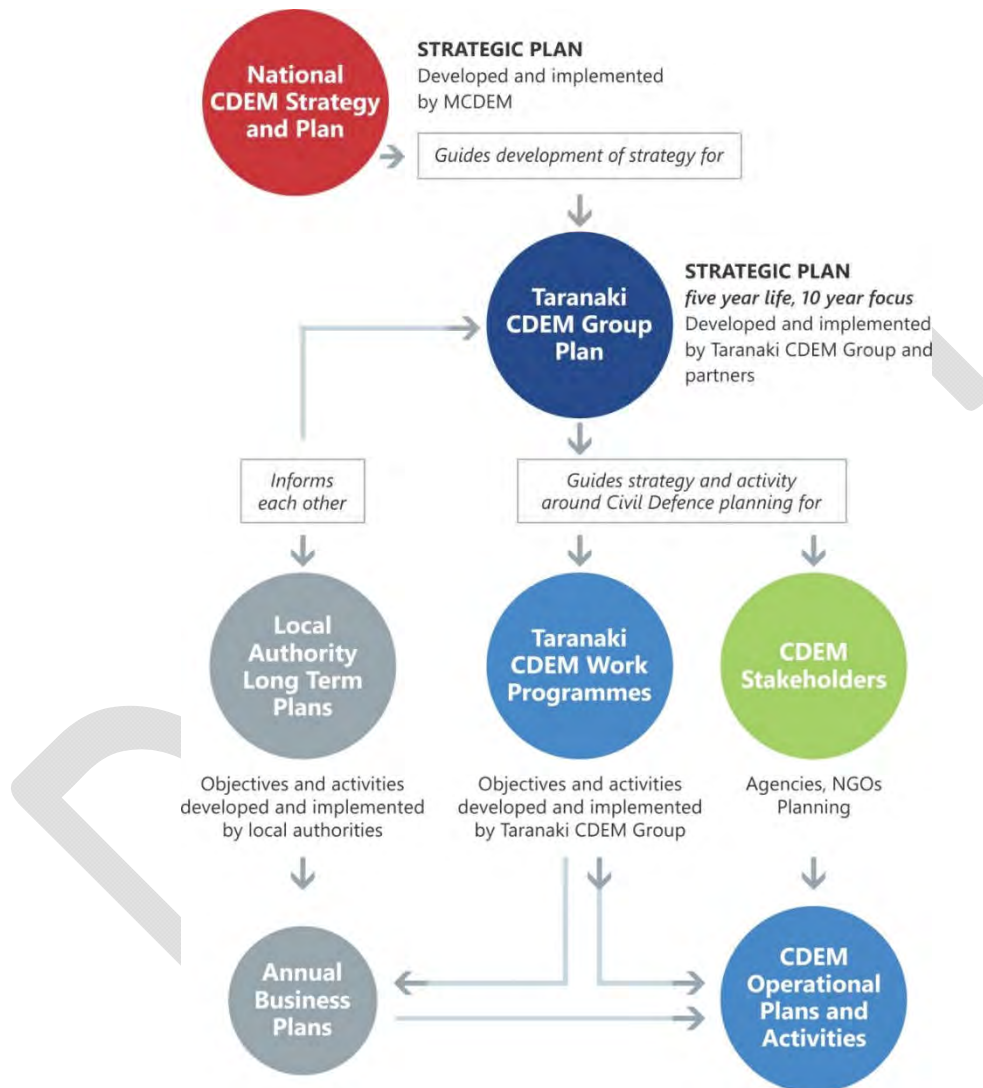 National
CDEM Strategy
and Plan
STRATEGIC PLAN
Developed and implemented
by MCDEM
Guides development of strategy for
Taranaki
CDEM Group
Plan
STRATEGIC PLAN
five year life, 10 year focus
Developed and implemented
by Taranaki CDEM Group and
partners
Informs
each other
Guides strategy and activity
around Civil Defence planning for
Local
Authority
Long Term
Plans
Taranaki
CDEM Work
Programmes
CDEM
Stakeholders
Objectives and activities
developed and implemented
by local authorities
Objectives and activities
developed and implemented
by Taranaki CDEM Group
Agencies, NGOs
Planning
Annual
Business
Plans
CDEM
Operational
Plans and
Activities